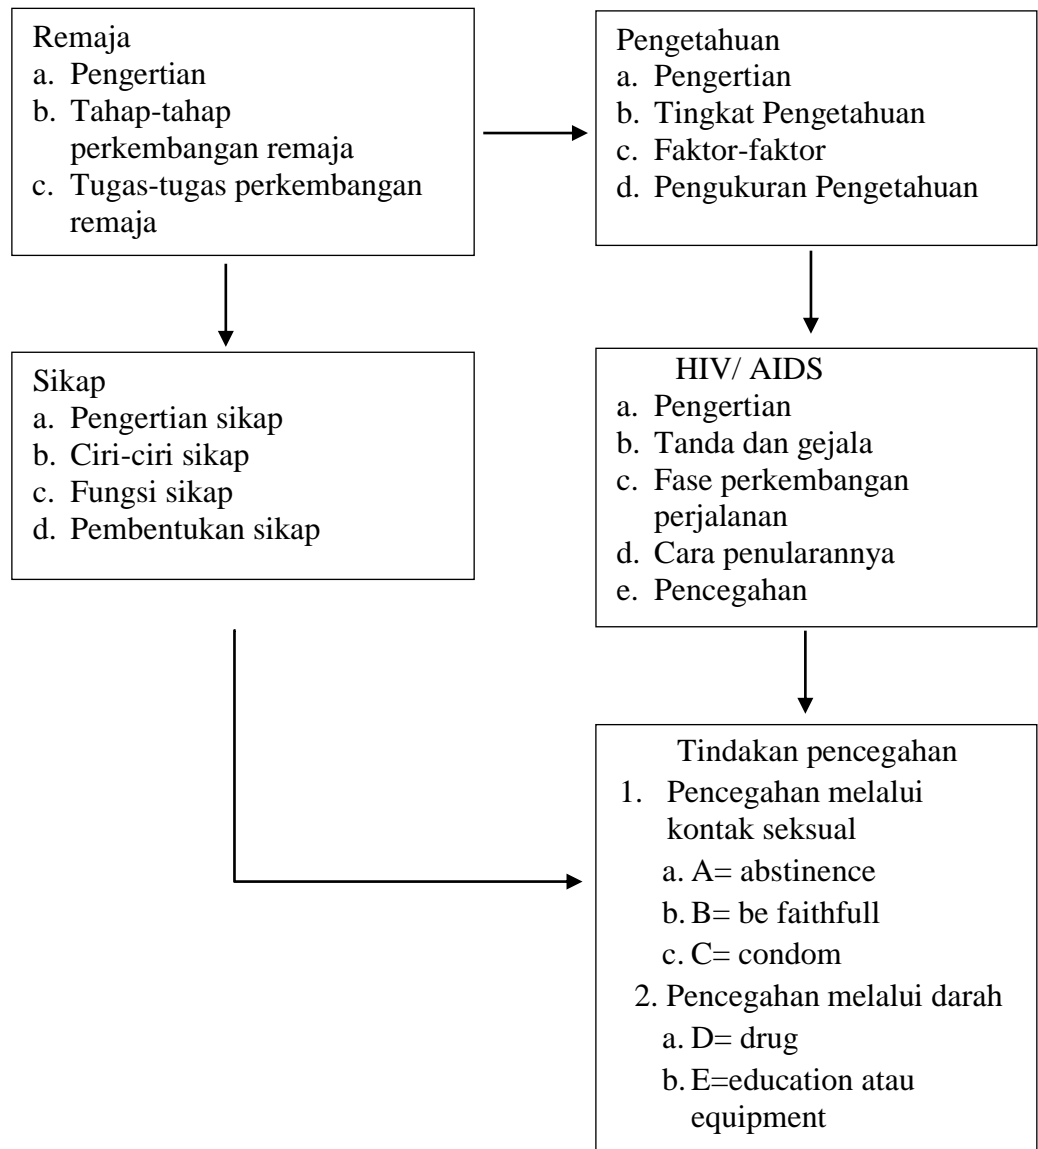 Remaja
a. Pengertian
b. Tahap-tahap
perkembangan remaja
c. Tugas-tugas perkembangan
remaja
Pengetahuan
a. Pengertian
b. Tingkat Pengetahuan
c. Faktor-faktor
d. Pengukuran Pengetahuan
Sikap
a. Pengertian sikap
b. Ciri-ciri sikap
c. Fungsi sikap
d. Pembentukan sikap
HIV/ AIDS
a. Pengertian
b. Tanda dan gejala
c. Fase perkembangan
perjalanan
d. Cara penularannya
e. Pencegahan
Tindakan pencegahan
1. Pencegahan melalui
kontak seksual
a. A= abstinence
b. B= be faithfull
c. C= condom
2. Pencegahan melalui darah
a. D= drug
b. E=education atau
equipment